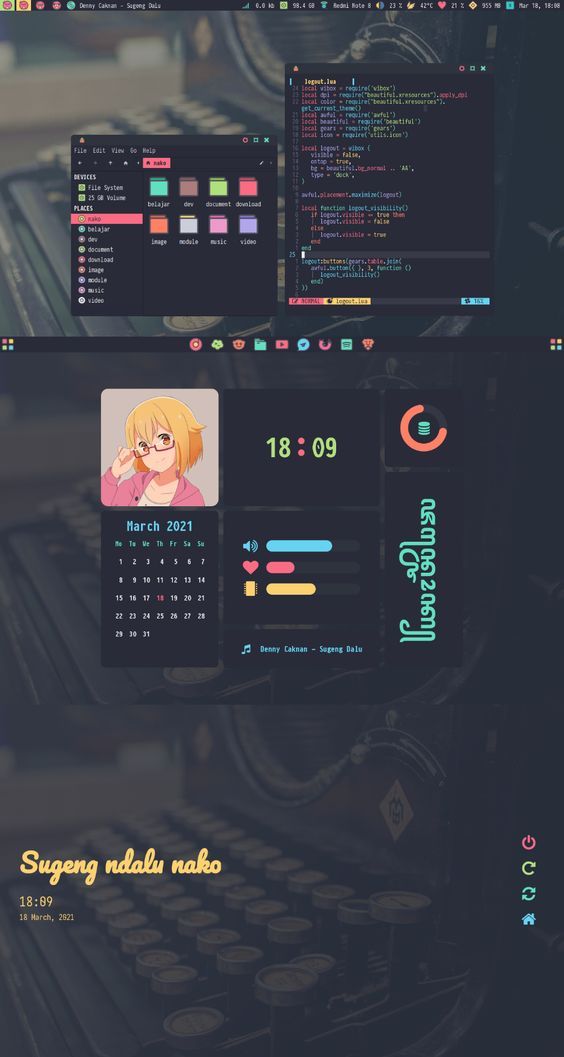 Denny Caknan - Sugeng Dalu 0.0 kb 98.4 GB Redmi Note 8 23 % 42°C 21 % 955 MB Mar 18, 18:08
logout.lua
local wibox = require('wibox')
local dpi = require("beautiful.xresources").apply_dpi
local color = require("beautiful.xresources").
get_current_theme()
local awful = require('awful')
local beautiful = require('beautiful')
local gears = require('gears')
local icon = require('utils.icon')
local logout = wibox {
visible = false,
ontop = true,
bg = beautiful.bg_normal .. 'AA',
type = 'dock',
}
awful.placement.maximize(logout)
local function logout_visibility()
if logout.visible == true then
logout.visible = false
else
logout.visible = true
end
end
25
logout:buttons(gears.table.join(
awful.button({ }, 3, function ()
logout_visibility()
end)
))
NORMAL logout.lua 16%
File Edit View Go Help
nako
DEVICES
File System
25 GB Volume
PLACES
nako
belajar
dev
document
download
image
module
music
video
belajar dev document download
image module music video
18:09
March 2021
Mo Tu We Th Fr Sa Su
1 2 3 4 5 6 7
8 9 10 11 12 13 14
15 16 17 18 19 20 21
22 23 24 25 26 27 28
29 30 31
Denny Caknan - Sugeng Dalu
Sugeng ndalu nako
18:09
18 March, 2021